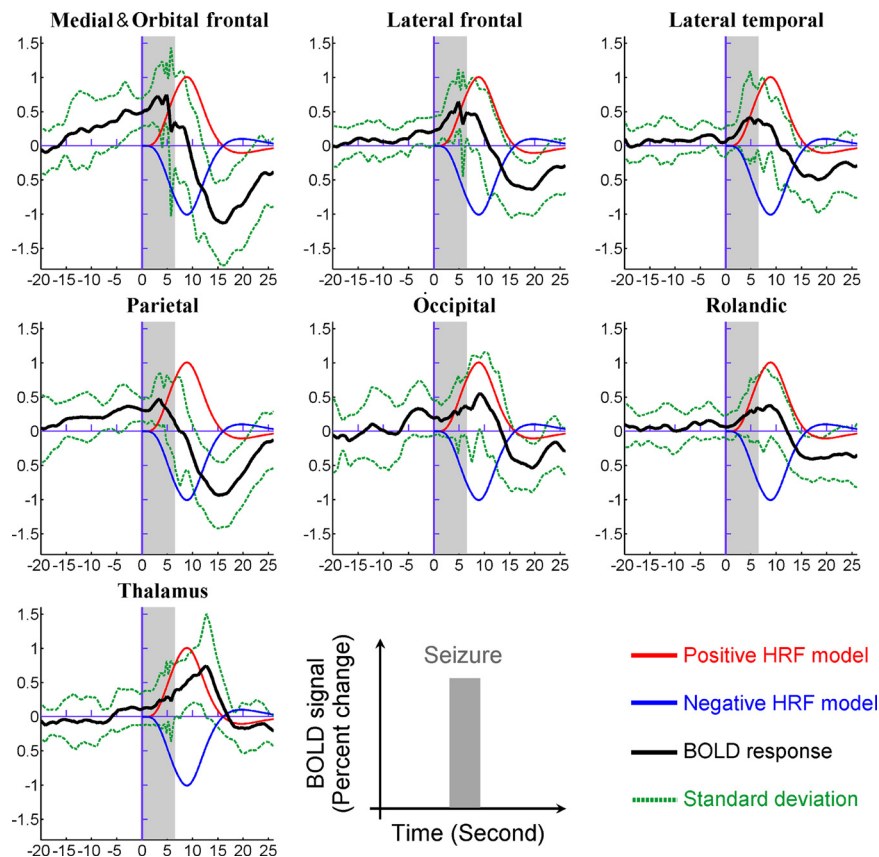 Medial & Orbital frontal
1.5
1
0.5
0
0.5
-1
-1.5
-20 -15 -10 -5 0 5 10 15 20 25
Lateral frontal
1.5
1
0.5
0
0.5
-1
-1.5
-20 -15 -10 -5 0 5 10 15 20 25
Lateral temporal
1.5
1
0.5
0
0.5
-1
-1.5
-20 -15 -10 -5 0 5 10 15 20 25
Parietal
1.5
1
0.5
0
0.5
-1
-1.5
-20 -15 -10 -5 0 5 10 15 20 25
Occipital
1.5
1
0.5
0
0.5
-1
-1.5
-20 -15 -10 -5 0 5 10 15 20 25
Rolandic
1.5
1
0.5
0
0.5
-1
-1.5
-20 -15 -10 -5 0 5 10 15 20 25
Thalamus
1.5
1
0.5
0
0.5
-1
-1.5
-20 -15 -10 -5 0 5 10 15 20 25
BOLD signal
(Percent change)
Seizure
Time (Second)
Positive HRF model
Negative HRF model
BOLD response
Standard deviation